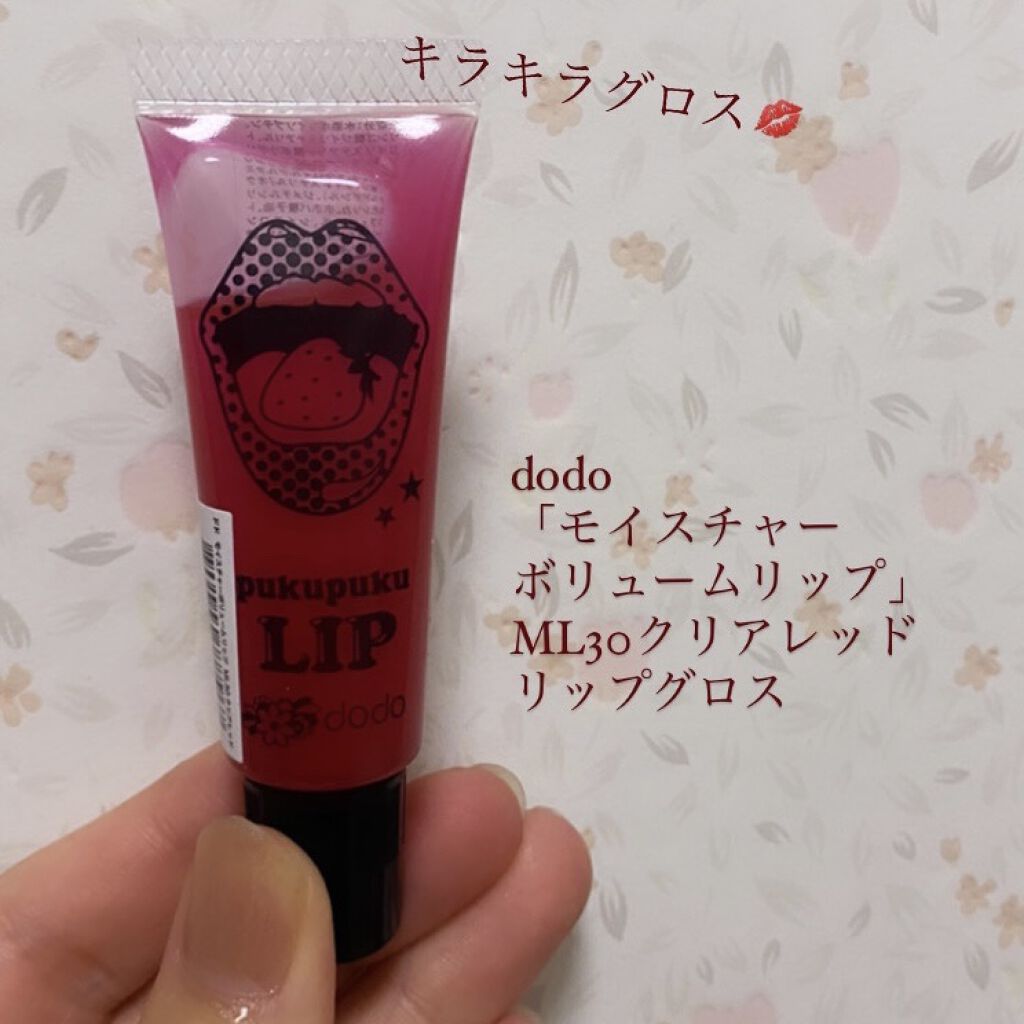 キラキラグロス💋
pukupuku
LIP
dodo
dodo
「モイスチャー
ボリュームリップ」
ML30クリアレッド
リップグロス